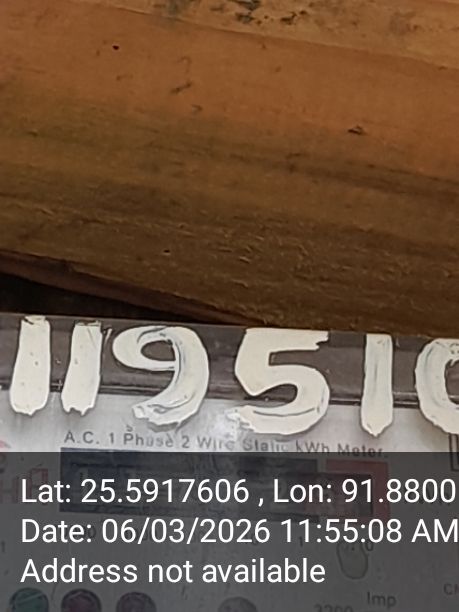 119510
A.C. 1 Phase 2 Wire Static kWh Meter.
Lat: 25.5917606 , Lon: 91.8800
Date: 06/03/2026 11:55:08 AM
Address not available
Imp